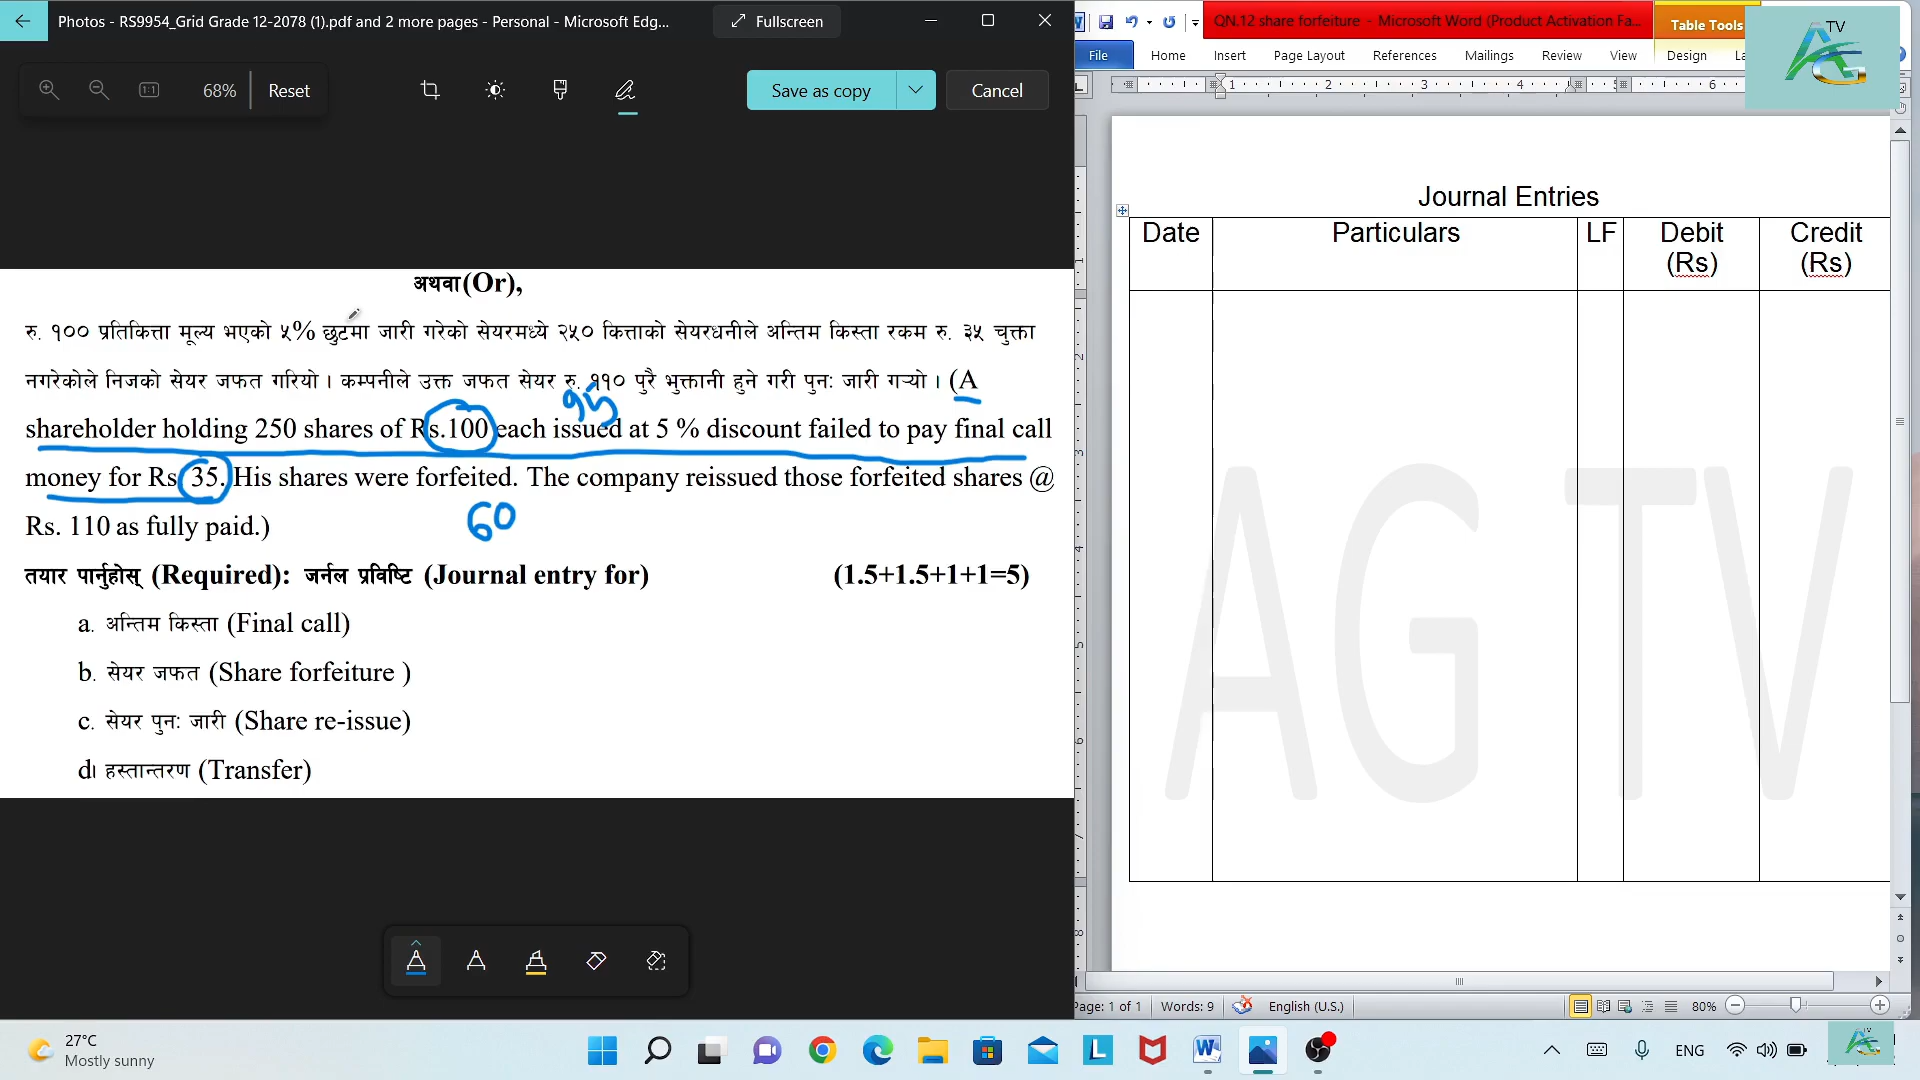 Photos - RS9954_Grid Grade 12-2078 (1).pdf and 2 more pages - Personal - Microsoft Edg...
Fullscreen
68%
Reset
Save as copy
Cancel
अथवा (Or),
रु. १०० प्रतिकित्ता मूल्य भएको ५% छुटमा जारी गरेको सेयरमध्ये २५० कित्ताको सेयरधनीले अन्तिम किस्ता रकम रु. ३५ चुक्ता
नगरेकोले निजको सेयर जफत गरियो । कम्पनीले उक्त जफत सेयर रु. ११० पुरै भुक्तानी हुने गरी पुनः जारी गर्‍यो । (A
95
shareholder holding 250 shares of Rs.100 each issued at 5 % discount failed to pay final call
money for Rs. 35. His shares were forfeited. The company reissued those forfeited shares @
60
Rs. 110 as fully paid.)
तयार पार्नुहोस् (Required): जर्नल प्रविष्टि (Journal entry for) (1.5+1.5+1+1=5)
a. अन्तिम किस्ता (Final call)
b. सेयर जफत (Share forfeiture )
c. सेयर पुनः जारी (Share re-issue)
d। हस्तान्तरण (Transfer)
QN.12 share forfeiture - Microsoft Word (Product Activation Fa...
Table Tools
File Home Insert Page Layout References Mailings Review View Design La
TV
AG
Journal Entries
Date Particulars LF Debit (Rs) Credit (Rs)
AG TV
Page: 1 of 1 Words: 9 English (U.S.) 80%
27°C
Mostly sunny
ENG